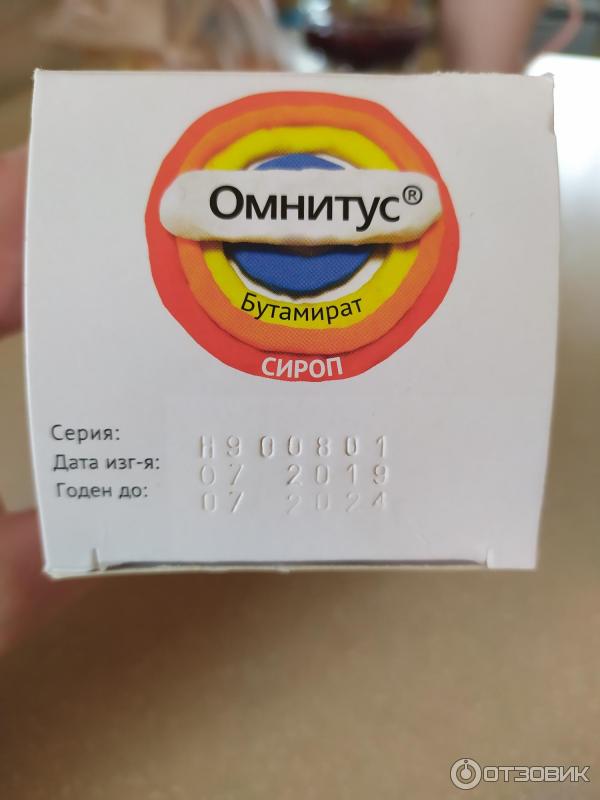 Омнитус®
Бутамират
СИРОП
Серия: H900801
Дата изг-я: 07 2019
Годен до: 07 2024
ОТЗОВИК